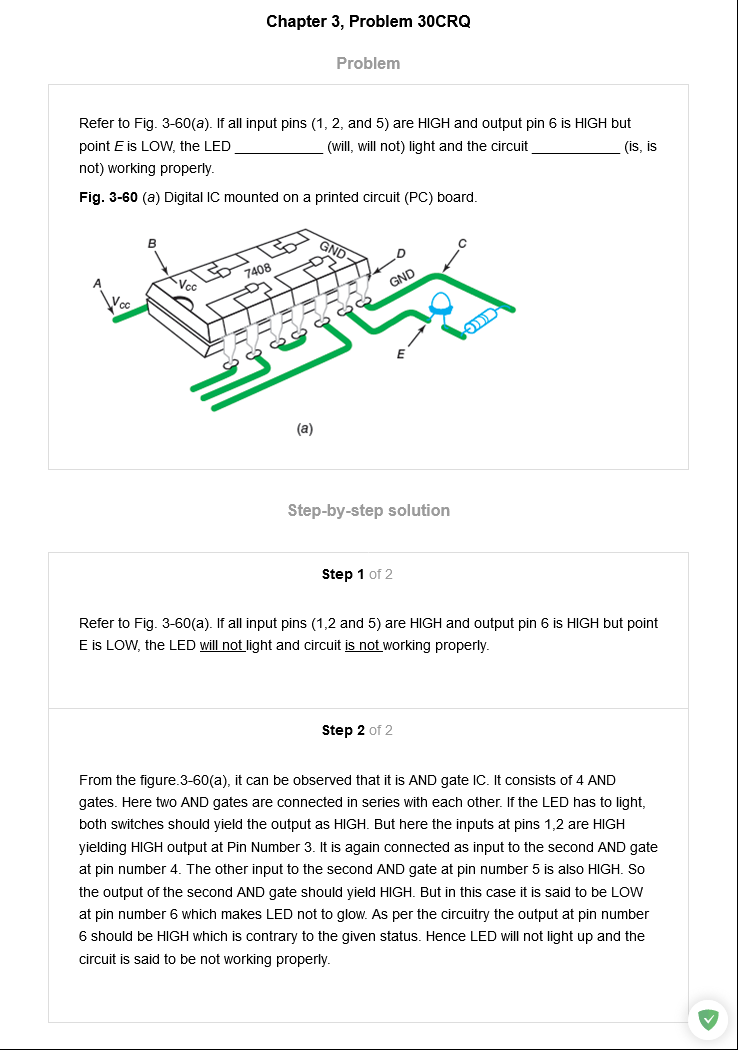 Chapter 3, Problem 30CRQ
Problem
Refer to Fig. 3-60(a). If all input pins (1, 2, and 5) are HIGH and output pin 6 is HIGH but
point E is LOW, the LED ____________ (will, will not) light and the circuit ____________ (is, is
not) working properly.
Fig. 3-60 (a) Digital IC mounted on a printed circuit (PC) board.
B
C
D
A
GND
7408
Vcc
GND
Vcc
E
(a)
Step-by-step solution
Step 1 of 2
Refer to Fig. 3-60(a). If all input pins (1,2 and 5) are HIGH and output pin 6 is HIGH but point
E is LOW, the LED will not light and circuit is not working properly.
Step 2 of 2
From the figure.3-60(a), it can be observed that it is AND gate IC. It consists of 4 AND
gates. Here two AND gates are connected in series with each other. If the LED has to light,
both switches should yield the output as HIGH. But here the inputs at pins 1,2 are HIGH
yielding HIGH output at Pin Number 3. It is again connected as input to the second AND gate
at pin number 4. The other input to the second AND gate at pin number 5 is also HIGH. So
the output of the second AND gate should yield HIGH. But in this case it is said to be LOW
at pin number 6 which makes LED not to glow. As per the circuitry the output at pin number
6 should be HIGH which is contrary to the given status. Hence LED will not light up and the
circuit is said to be not working properly.